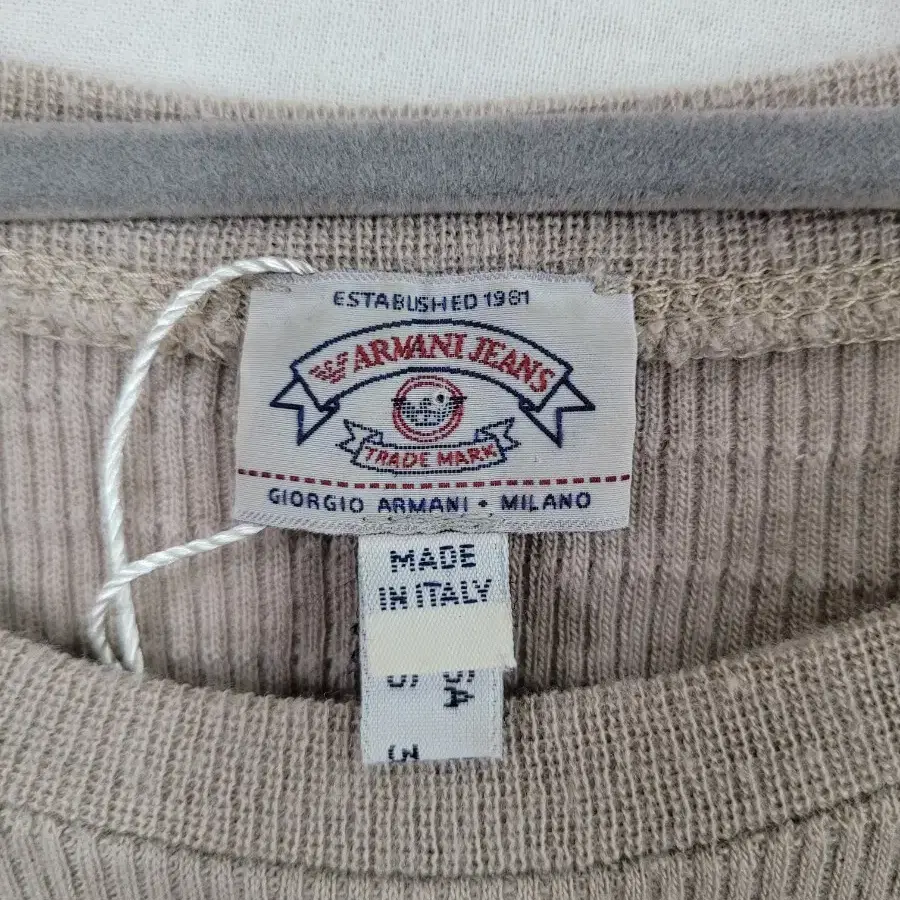 ESTABLISHED 1981
ARMANI JEANS
TRADE MARK
GIORGIO ARMANI • MILANO
MADE
IN ITALY